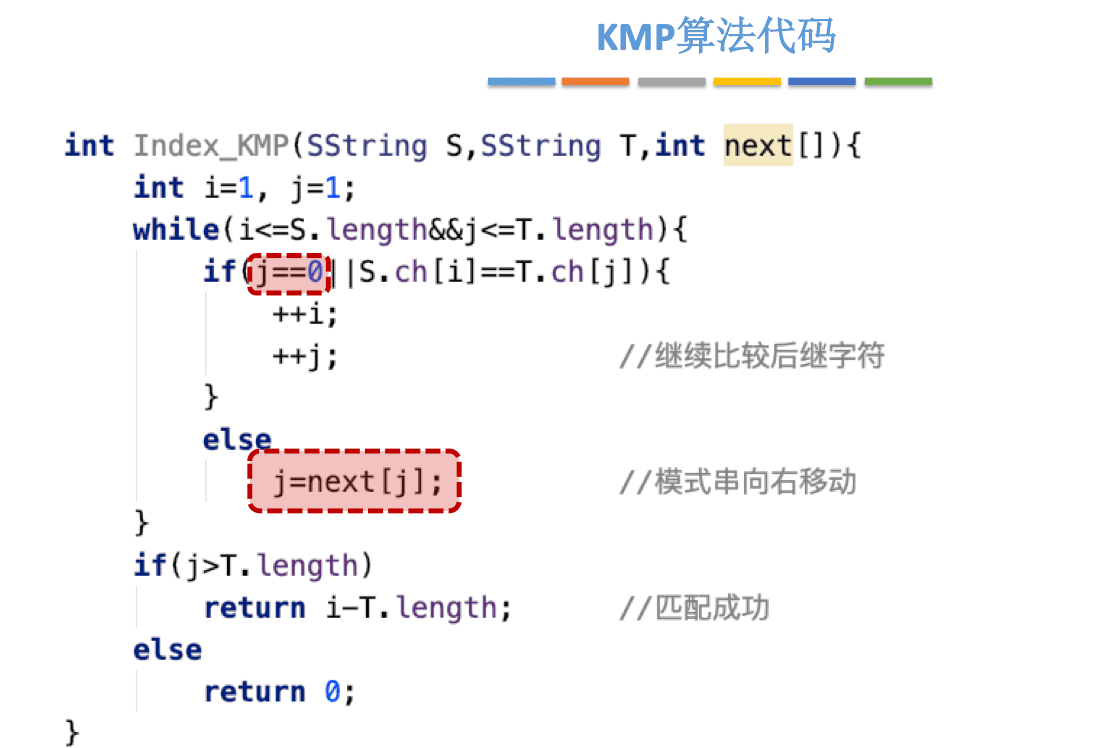 KMP算法代码
int Index_KMP(SString S,SString T,int next[]){
    int i=1, j=1;
    while(i<=S.length&&j<=T.length){
        if(j==0||S.ch[i]==T.ch[j]){
            ++i;
            ++j;                //继续比较后继字符
        }
        else
            j=next[j];          //模式串向右移动
    }
    if(j>T.length)
        return i-T.length;      //匹配成功
    else
        return 0;
}